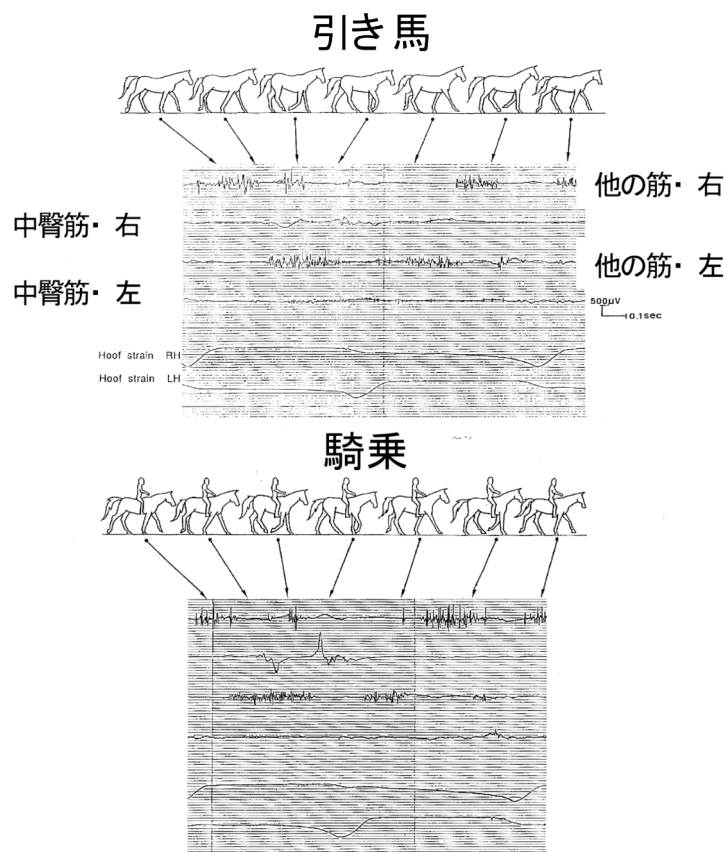 引き馬
他の筋・右
中臀筋・右
他の筋・左
中臀筋・左
500μV
0.1sec
Hoof strain RH
Hoof strain LH
騎乗